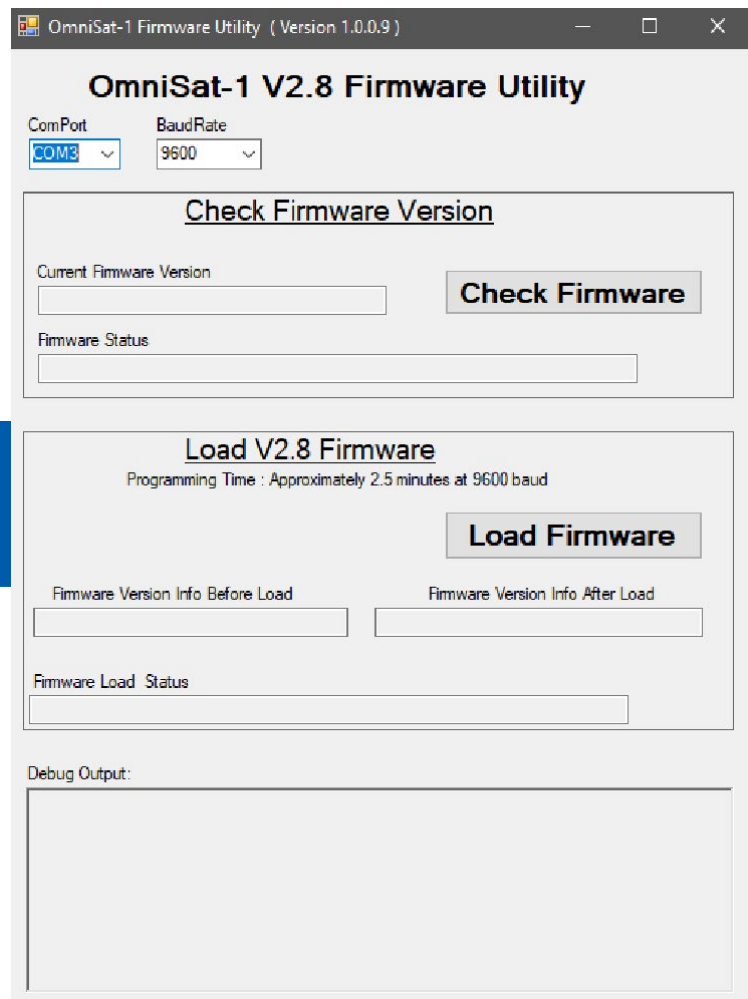 OmniSat-1 Firmware Utility ( Version 1.0.0.9 )
OmniSat-1 V2.8 Firmware Utility
ComPort BaudRate
COM3 9600
Check Firmware Version
Current Firmware Version
Check Firmware
Firmware Status
Load V2.8 Firmware
Programming Time : Approximately 2.5 minutes at 9600 baud
Load Firmware
Firmware Version Info Before Load Firmware Version Info After Load
Firmware Load Status
Debug Output: